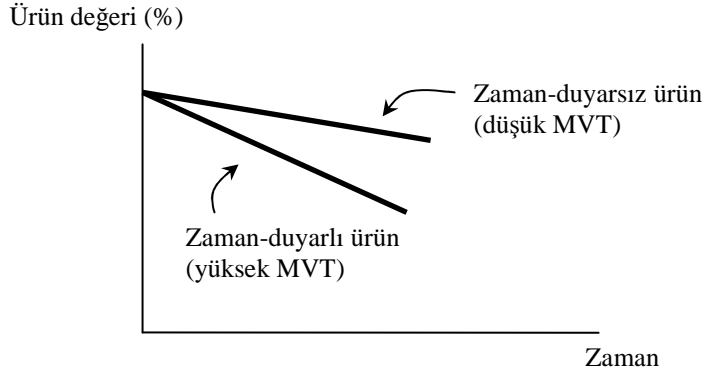 Ürün değeri (%)
Zaman-duyarsız ürün
(düşük MVT)
Zaman-duyarlı ürün
(yüksek MVT)
Zaman